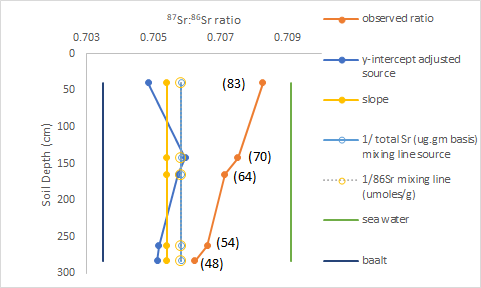 ⁸⁷Sr:⁸⁶Sr ratio
0.703 0.705 0.707 0.709
Soil Depth (cm)
0
50
100
150
200
250
300
(83)
(70)
(64)
(54)
(48)
observed ratio
y-intercept adjusted
source
slope
1/ total Sr (ug.gm basis)
mixing line source
1/86Sr mixing line
(umoles/g)
sea water
baalt